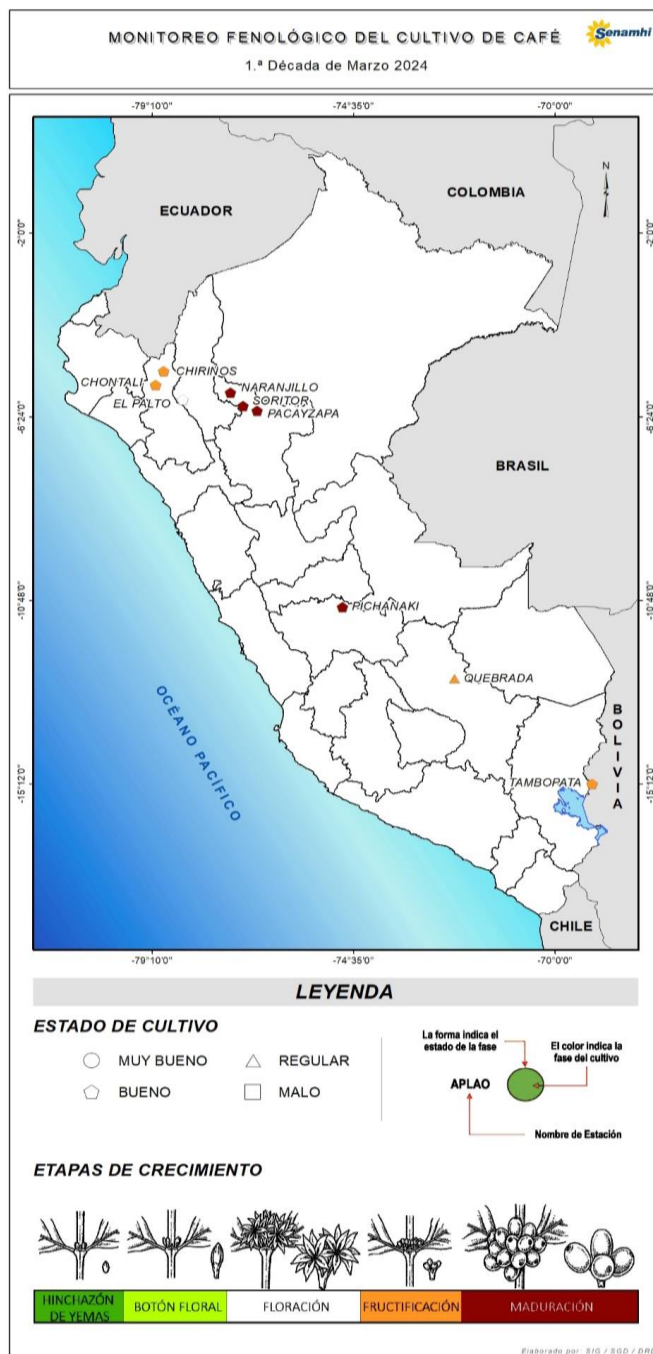 MONITOREO FENOLÓGICO DEL CULTIVO DE CAFÉ
Senamhi
1.ª Década de Marzo 2024
-79°10'0" -74°35'0" -70°0'0"
N
COLOMBIA
ECUADOR
-2°0'0" -2°0'0"
CHIRINOS
CHONTALI
NARANJILLO
EL PALTO
SORITOR
PACAYZAPA
-6°24'0" -6°24'0"
BRASIL
-10°48'0" -10°48'0"
PICHANAKI
QUEBRADA
OCÉANO PACÍFICO
BOLIVIA
TAMBOPATA
-15°12'0" -15°12'0"
CHILE
-79°10'0" -74°35'0" -70°0'0"
LEYENDA
ESTADO DE CULTIVO
MUY BUENO
REGULAR
BUENO
MALO
La forma indica el
estado de la fase
El color indica la
fase del cultivo
APLAO
Nombre de Estación
ETAPAS DE CRECIMIENTO
HINCHAZÓN
DE YEMAS
BOTÓN FLORAL
FLORACIÓN
FRUCTIFICACIÓN
MADURACIÓN
Elaborado por: SIG / SGD / DRD